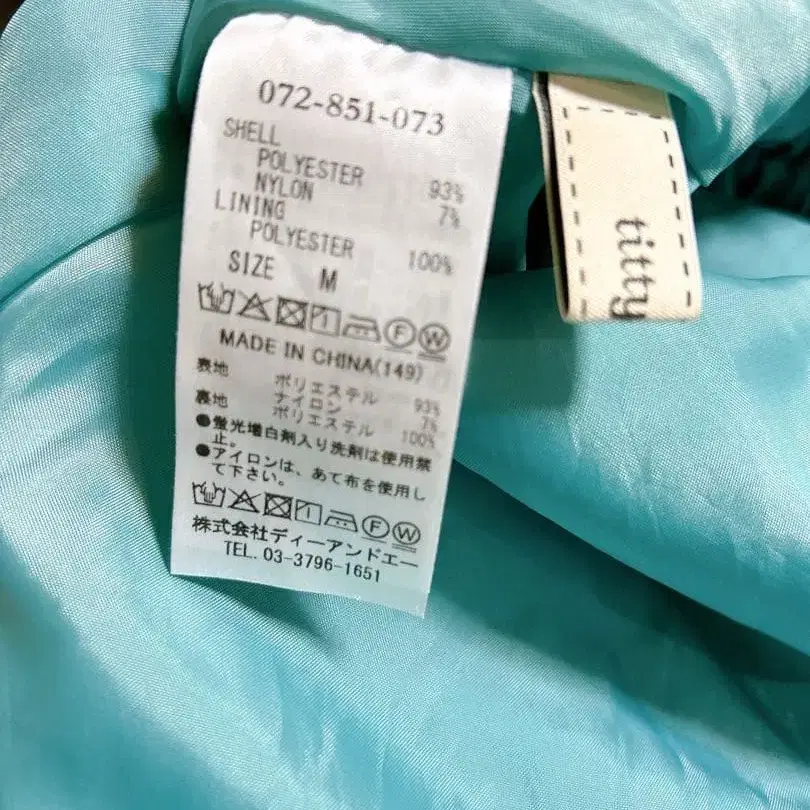 072-851-073
SHELL
POLYESTER 93%
NYLON 7%
LINING
POLYESTER 100%
SIZE M
F W
MADE IN CHINA(149)
表地 ポリエステル 93%
ナイロン 7%
裏地 ポリエステル 100%
●蛍光増白剤入り洗剤は使用禁
止。
●アイロンは、あて布を使用し
て下さい。
F W
株式会社ディーアンドエー
TEL. 03-3796-1651
titty